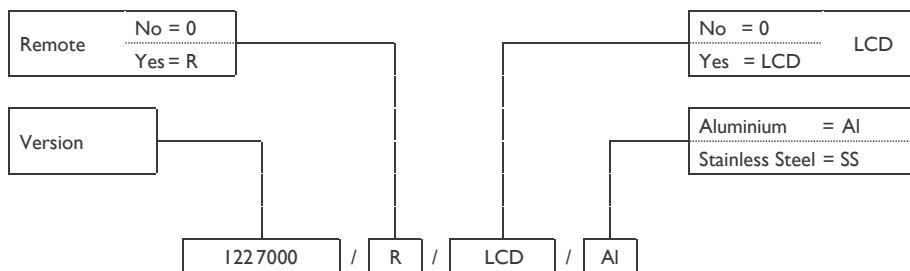 Remote
No = 0
Yes = R
No = 0
Yes = LCD
LCD
Version
Aluminium = Al
Stainless Steel = SS
1227000 / R / LCD / Al